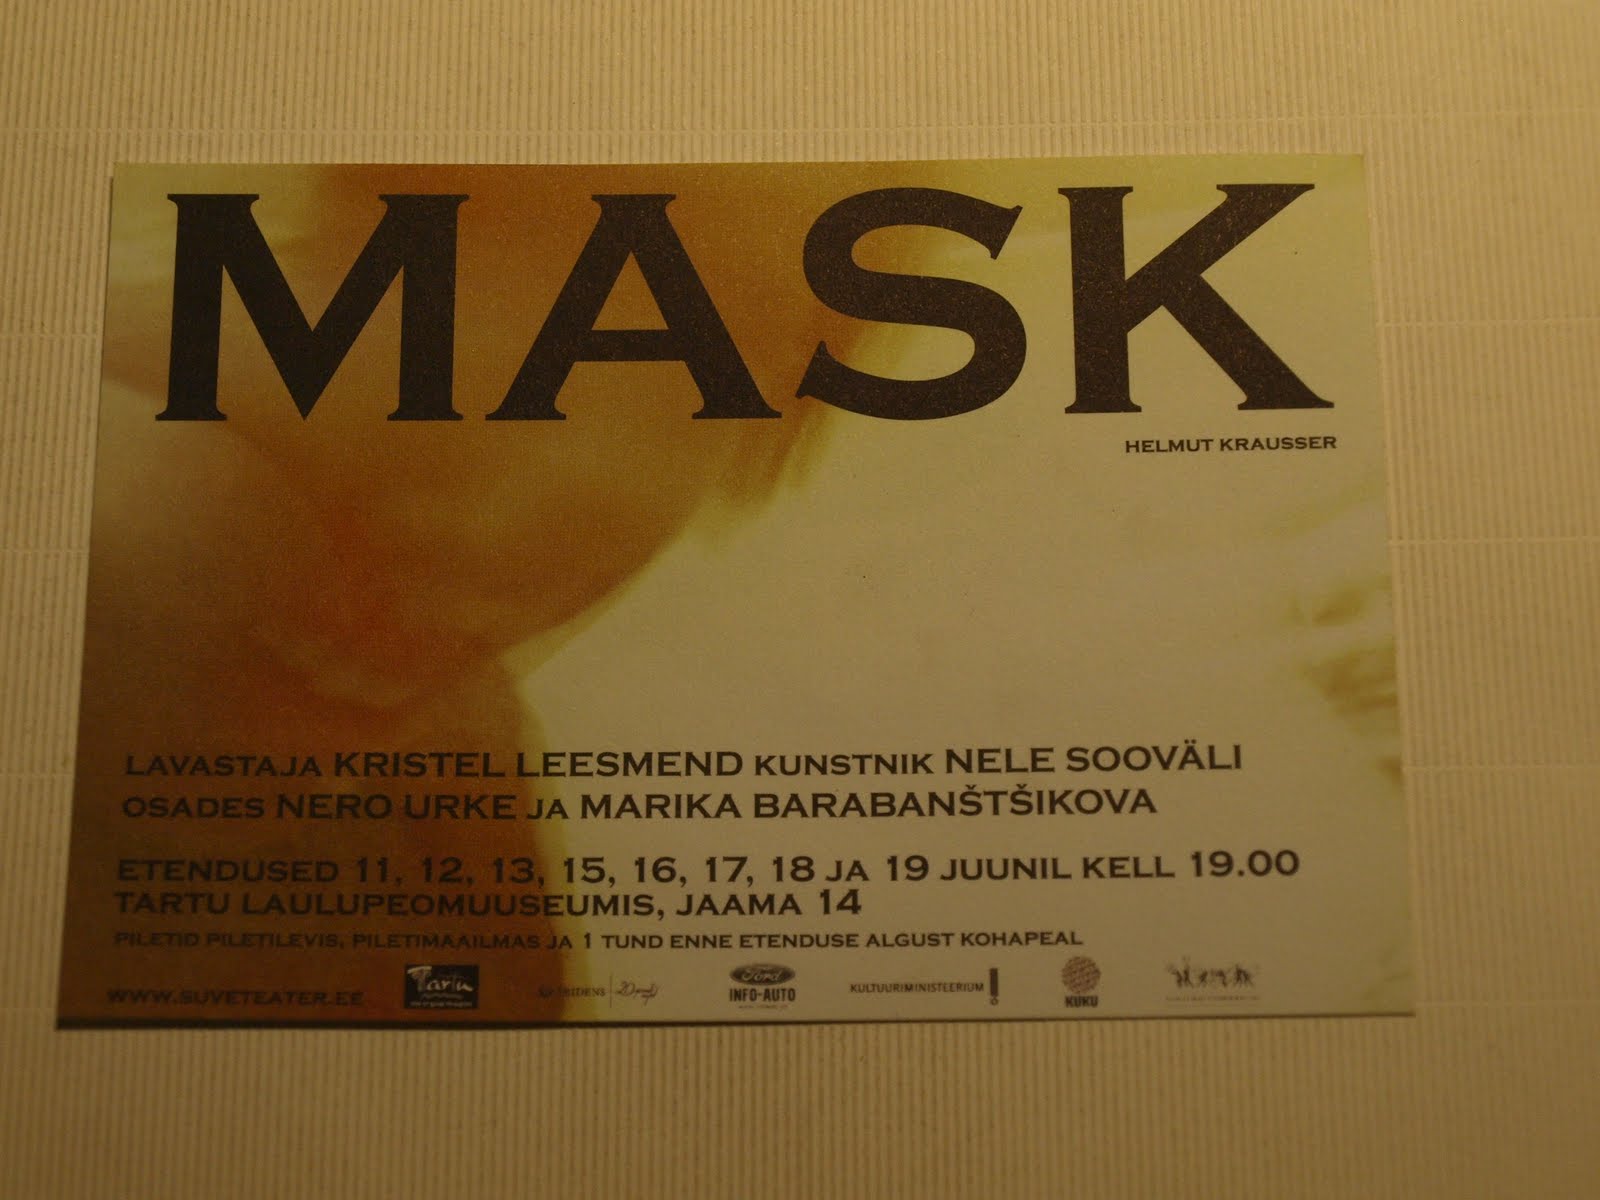 MASK
HELMUT KRAUSSER
LAVASTAJA KRISTEL LEESMEND KUNSTNIK NELE SOOVÄLI
OSADES NERO URKE JA MARIKA BARABANŠTŠIKOVA
ETENDUSED 11, 12, 13, 15, 16, 17, 18 JA 19 JUUNIL KELL 19.00
TARTU LAULUPEOMUUSEUMIS, JAAMA 14
PILETID PILETILEVIS, PILETIMAAILMAS JA 1 TUND ENNE ETENDUSE ALGUST KOHAPEAL
WWW.SUVETEATER.EE
Tartu
Ford
INFO-AUTO
KULTUURIMINISTEERIUM
KUKU